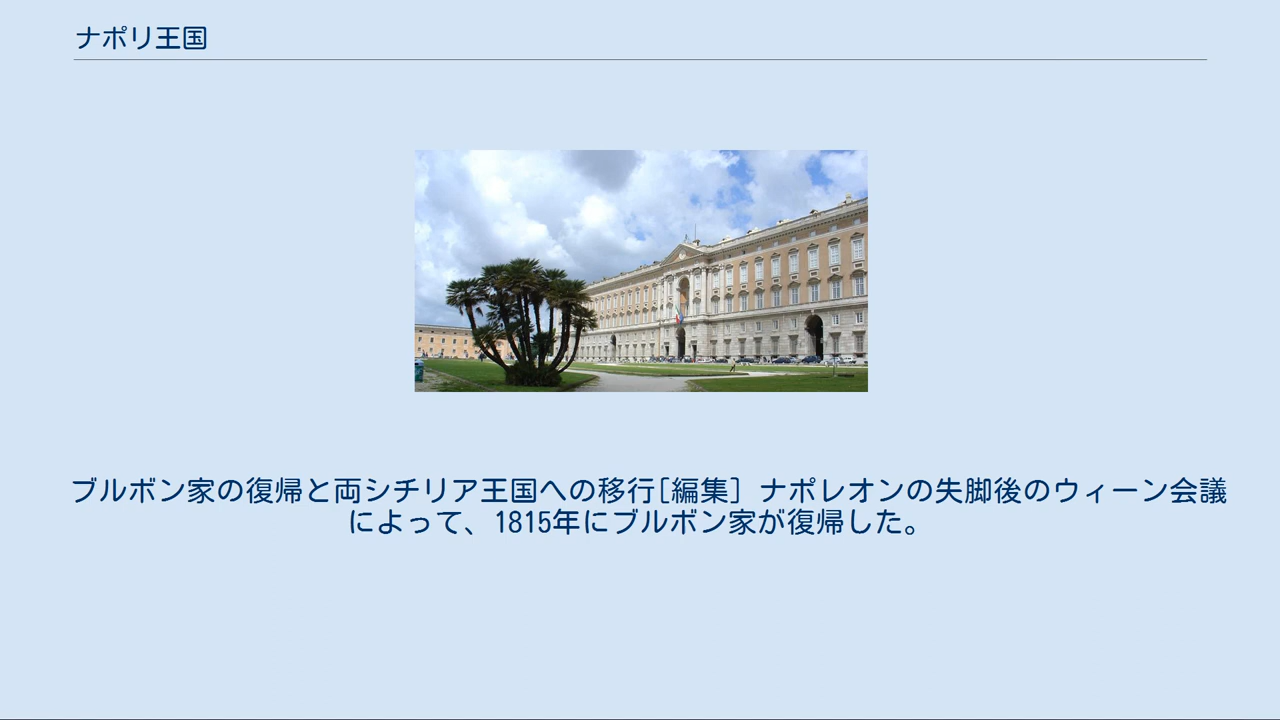 ナポリ王国
ブルボン家の復帰と両シチリア王国への移行[編集] ナポレオンの失脚後のウィーン会議
によって、1815年にブルボン家が復帰した。